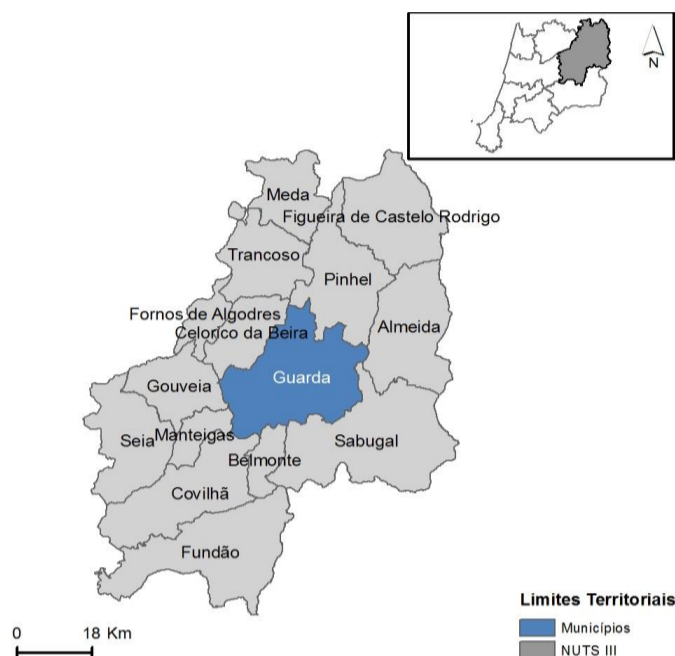 N
Meda
Figueira de Castelo Rodrigo
Trancoso
Pinhel
Fornos de Algodres
Celorico da Beira
Almeida
Guarda
Gouveia
Manteigas
Seia
Sabugal
Belmonte
Covilhã
Fundão
Limites Territoriais
0 18 Km
Municípios
NUTS III